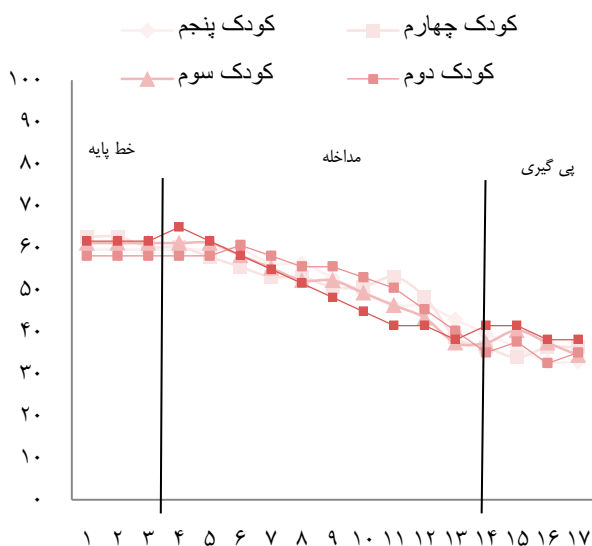 کودک چهارم کودک پنجم
کودک دوم کودک سوم
۱۰۰
۹۰
۸۰
۷۰
۶۰
۵۰
۴۰
۳۰
۲۰
۱۰
۰
خط پایه مداخله پی گیری
۱ ۲ ۳ ۴ ۵ ۶ ۷ ۸ ۹ ۱۰ ۱۱ ۱۲ ۱۳ ۱۴ ۱۵ ۱۶ ۱۷